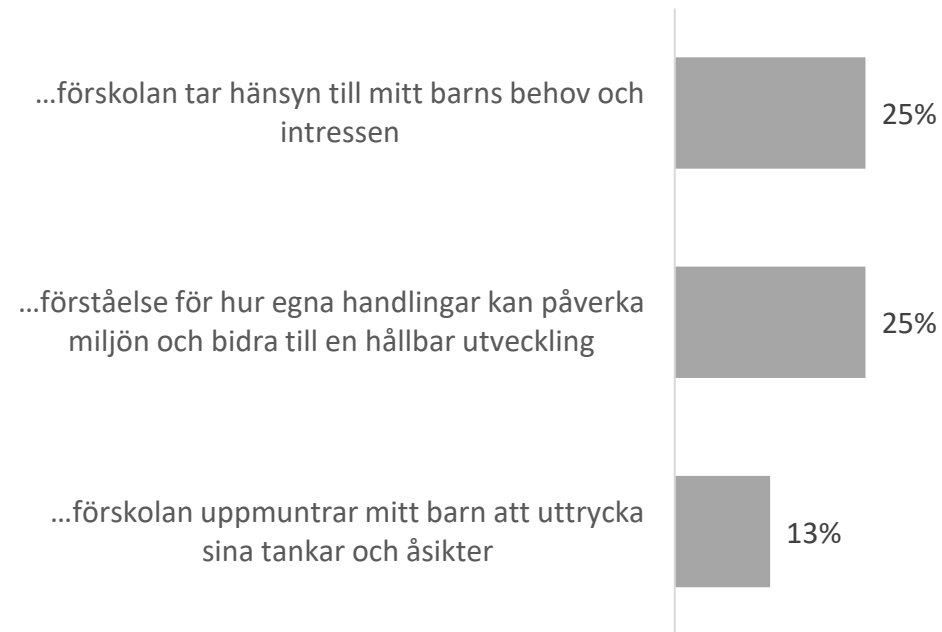 …förskolan tar hänsyn till mitt barns behov och
intressen
25%
…förståelse för hur egna handlingar kan påverka
miljön och bidra till en hållbar utveckling
25%
…förskolan uppmuntrar mitt barn att uttrycka
sina tankar och åsikter
13%